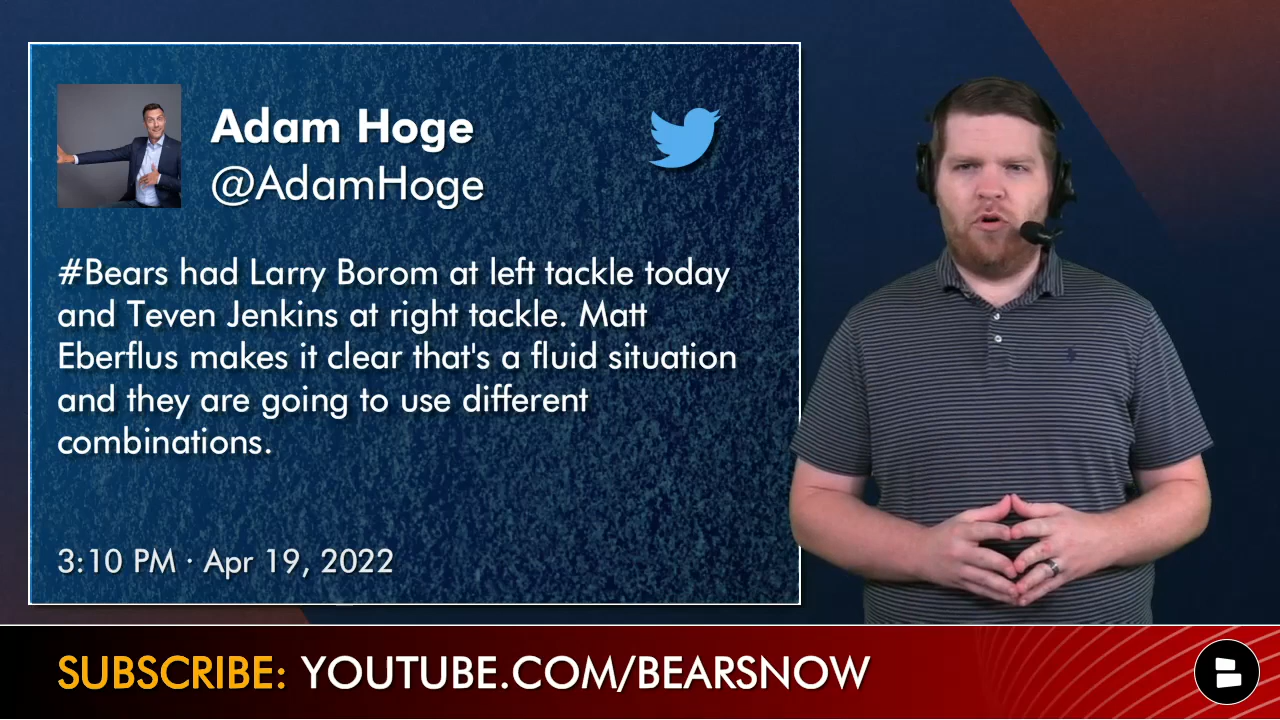 Adam Hoge
@AdamHoge
#Bears had Larry Borom at left tackle today
and Teven Jenkins at right tackle. Matt
Eberflus makes it clear that's a fluid situation
and they are going to use different
combinations.
3:10 PM · Apr 19, 2022
SUBSCRIBE: YOUTUBE.COM/BEARSNOW